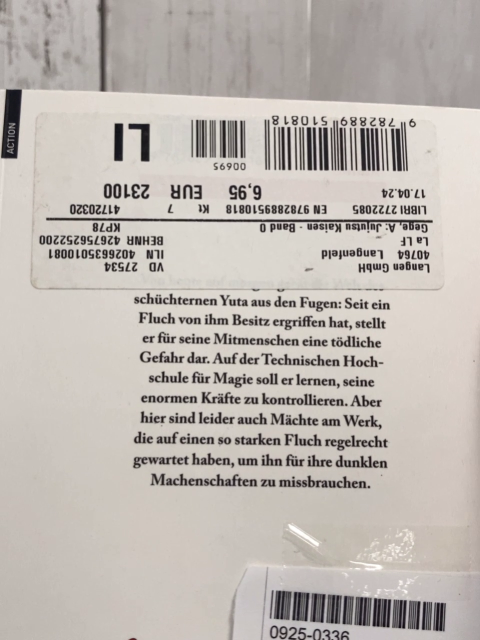 ACTION
Langen GmbH VD 27534
40764 Langenfeld ILN 4026635010081
La LF BEHNR 426756252200
Gege, A: Jujutsu Kaisen - Band 0 KP78
LIBRI 2722085 EN 9782889510818 7 Kt 41720320
17.04.24 6,95 EUR 23100
00695
9 782889 510818 LI
schüchternen Yuta aus den Fugen: Seit ein
Fluch von ihm Besitz ergriffen hat, stellt
er für seine Mitmenschen eine tödliche
Gefahr dar. Auf der Technischen Hoch-
schule für Magie soll er lernen, seine
enormen Kräfte zu kontrollieren. Aber
hier sind leider auch Mächte am Werk,
die auf einen so starken Fluch regelrecht
gewartet haben, um ihn für ihre dunklen
Machenschaften zu missbrauchen.
0925-0336